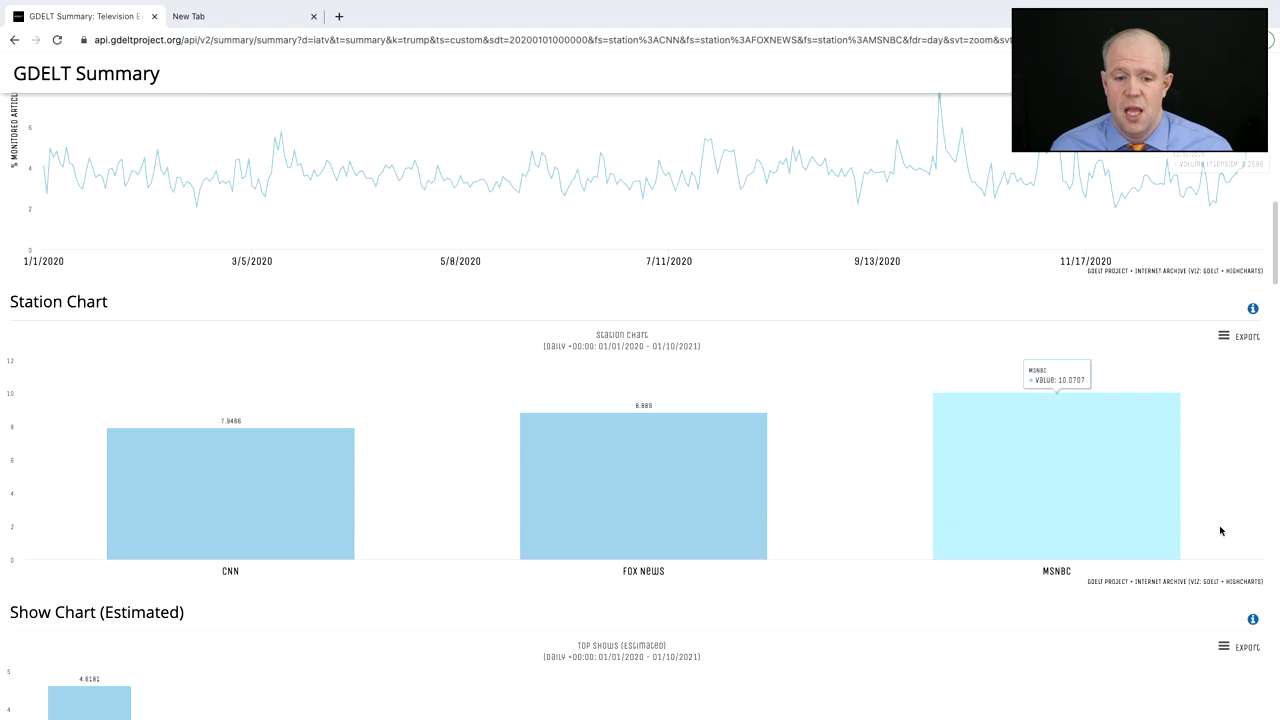 GDELT Summary: Television E
New Tab
api.gdeltproject.org/api/v2/summary/summary?d=iatv&t=summary&k=trump&ts=custom&sdt=20200101000000&fs=station%3ACNN&fs=station%3AFOXNEWS&fs=station%3AMSNBC&fdr=day&svt=zoom&svt
GDELT Summary
% MONITORED ARTICL
6
4
2
0
VOLUME INTENSITY:
1/1/2020
3/5/2020
5/8/2020
7/11/2020
9/13/2020
11/17/2020
GDELT PROJECT + INTERNET ARCHIVE (VIZ: GDELT + HIGHCHARTS)
Station Chart
Station Chart
(Daily +00:00: 01/01/2020 - 01/10/2021)
Export
12
10
8
6
4
2
0
7.9466
8.889
MSNBC
Value: 10.0707
CNN
FOX News
MSNBC
GDELT PROJECT + INTERNET ARCHIVE (VIZ: GDELT + HIGHCHARTS)
Show Chart (Estimated)
Top Shows (Estimated)
(Daily +00:00: 01/01/2020 - 01/10/2021)
Export
5
4
4.6181